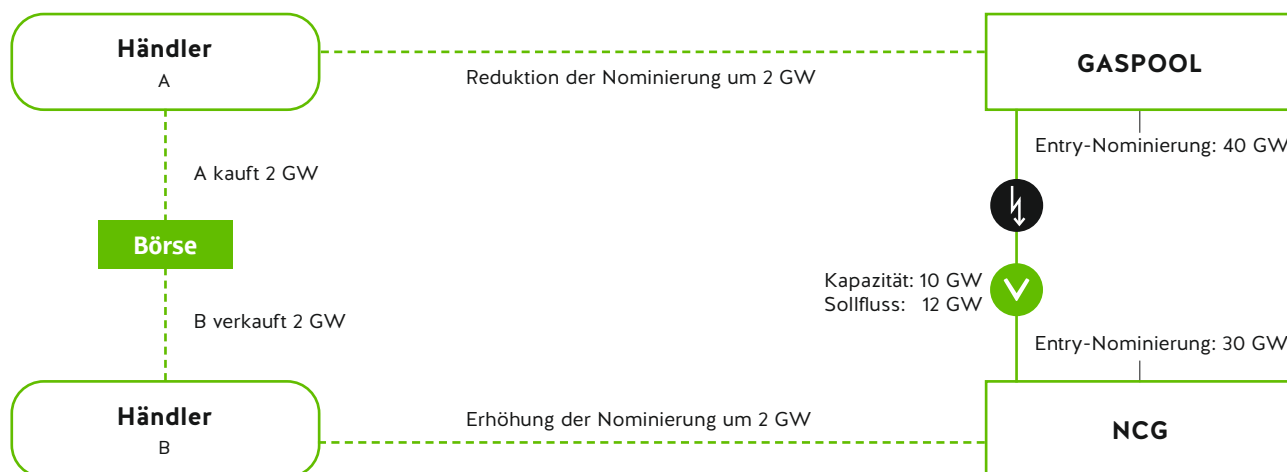 Händler
A
Reduktion der Nominierung um 2 GW
GASPOOL
Entry-Nominierung: 40 GW
A kauft 2 GW
Börse
B verkauft 2 GW
Kapazität: 10 GW
Sollfluss: 12 GW
Entry-Nominierung: 30 GW
Händler
B
Erhöhung der Nominierung um 2 GW
NCG